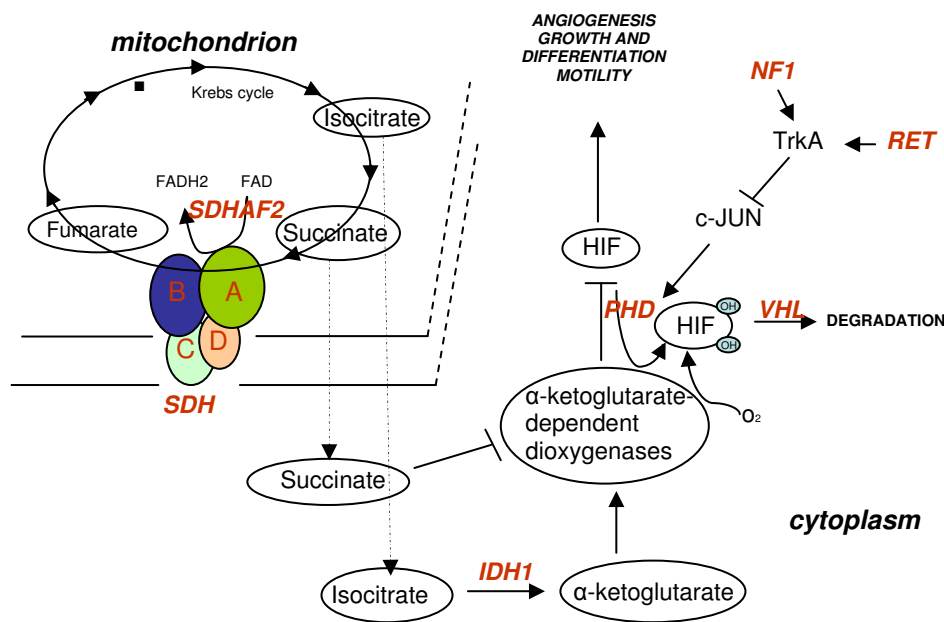 mitochondrion
Krebs cycle
Isocitrate
FADH2
FAD
SDHAF2
Fumarate
Succinate
B
A
C
D
SDH
ANGIOGENESIS
GROWTH AND
DIFFERENTIATION
MOTILITY
NF1
TrkA
RET
c-JUN
HIF
PHD
HIF
OH
OH
VHL
DEGRADATION
α-ketoglutarate-
dependent
dioxygenases
O2
Succinate
cytoplasm
Isocitrate
IDH1
α-ketoglutarate